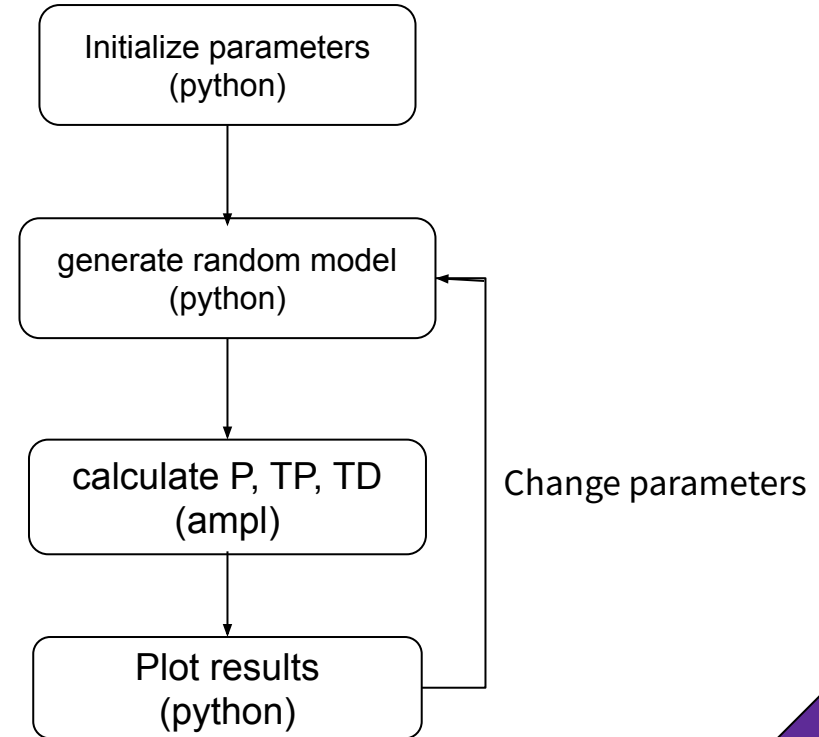 Initialize parameters
(python)
generate random model
(python)
calculate P, TP, TD
(ampl)
Change parameters
Plot results
(python)